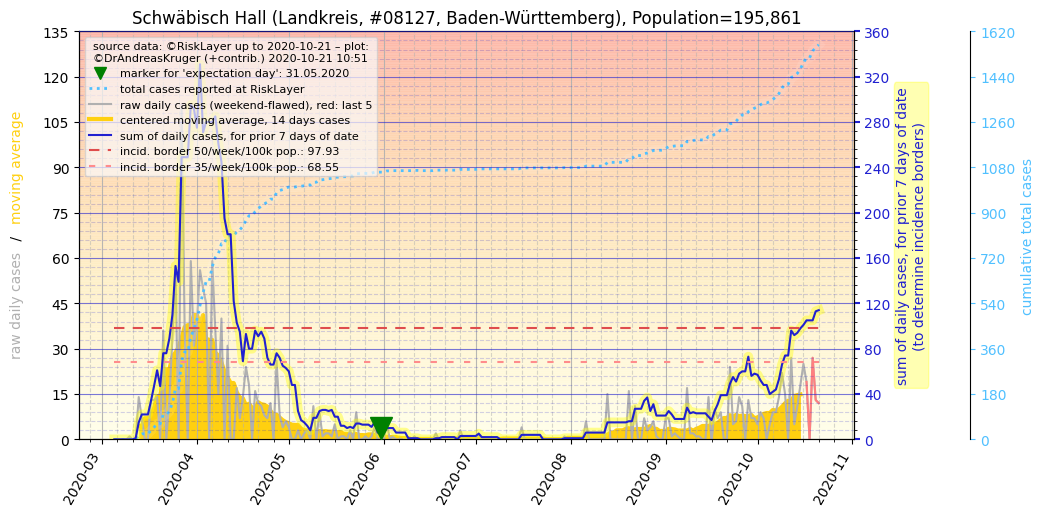 Schwäbisch Hall (Landkreis, #08127, Baden-Württemberg), Population=195,861
source data: ©RiskLayer up to 2020-10-21 – plot:
©DrAndreasKruger (+contrib.) 2020-10-21 10:51
marker for 'expectation day': 31.05.2020
total cases reported at RiskLayer
raw daily cases (weekend-flawed), red: last 5
centered moving average, 14 days cases
sum of daily cases, for prior 7 days of date
incid. border 50/week/100k pop.: 97.93
incid. border 35/week/100k pop.: 68.55
raw daily cases / moving average
135
120
105
90
75
60
45
30
15
0
2020-03
2020-04
2020-05
2020-06
2020-07
2020-08
2020-09
2020-10
2020-11
360
320
280
240
200
160
120
80
40
0
sum of daily cases, for prior 7 days of date
(to determine incidence borders)
1620
1440
1260
1080
900
720
540
360
180
0
cumulative total cases